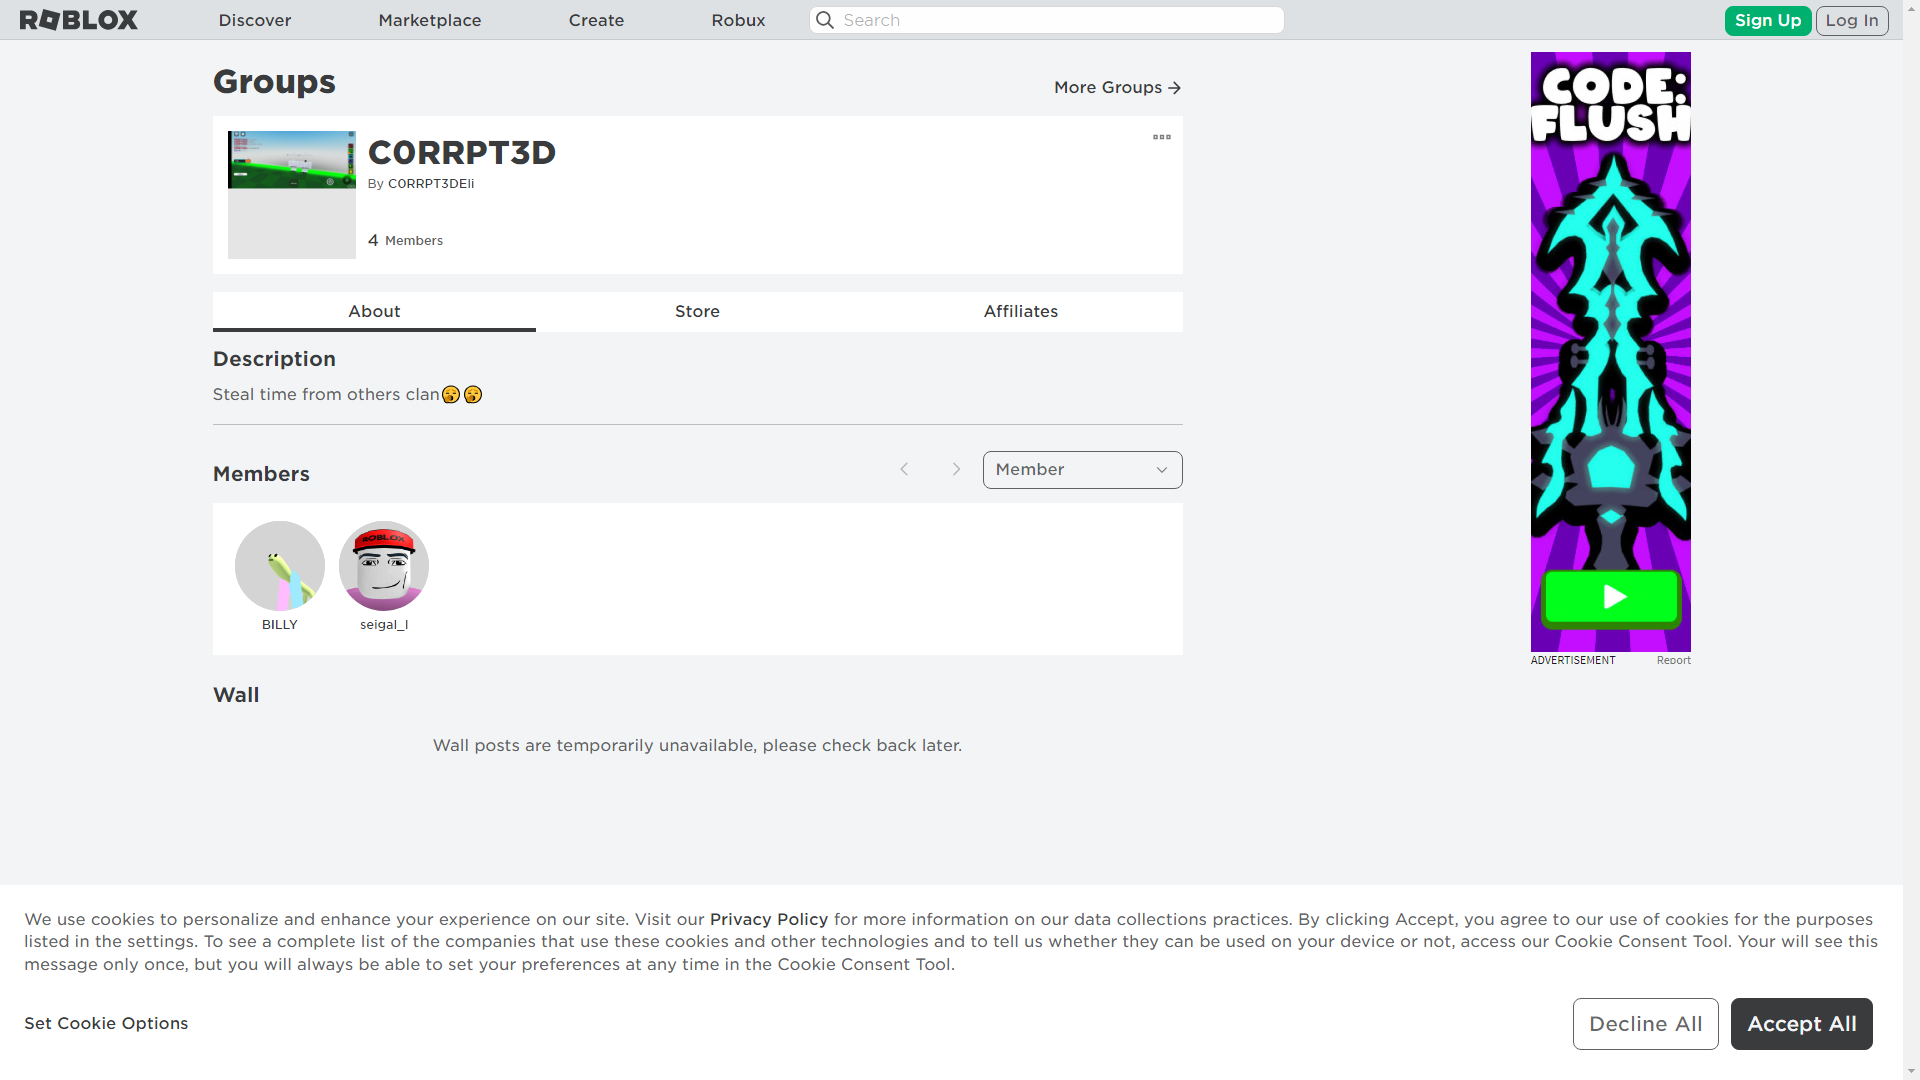 ROBLOX
Discover
Marketplace
Create
Robux
Search
Sign Up
Log In
Groups
More Groups
C0RRPT3D
By C0RRPT3DEli
4 Members
About
Store
Affiliates
Description
Steal time from others clan😵😵
Members
Member
ROBLOX
BILLY
seigal_l
Wall
Wall posts are temporarily unavailable, please check back later.
CODE:
FLUSH
ADVERTISEMENT
Report
We use cookies to personalize and enhance your experience on our site. Visit our Privacy Policy for more information on our data collections practices. By clicking Accept, you agree to our use of cookies for the purposes
listed in the settings. To see a complete list of the companies that use these cookies and other technologies and to tell us whether they can be used on your device or not, access our Cookie Consent Tool. Your will see this
message only once, but you will always be able to set your preferences at any time in the Cookie Consent Tool.
Set Cookie Options
Decline All
Accept All